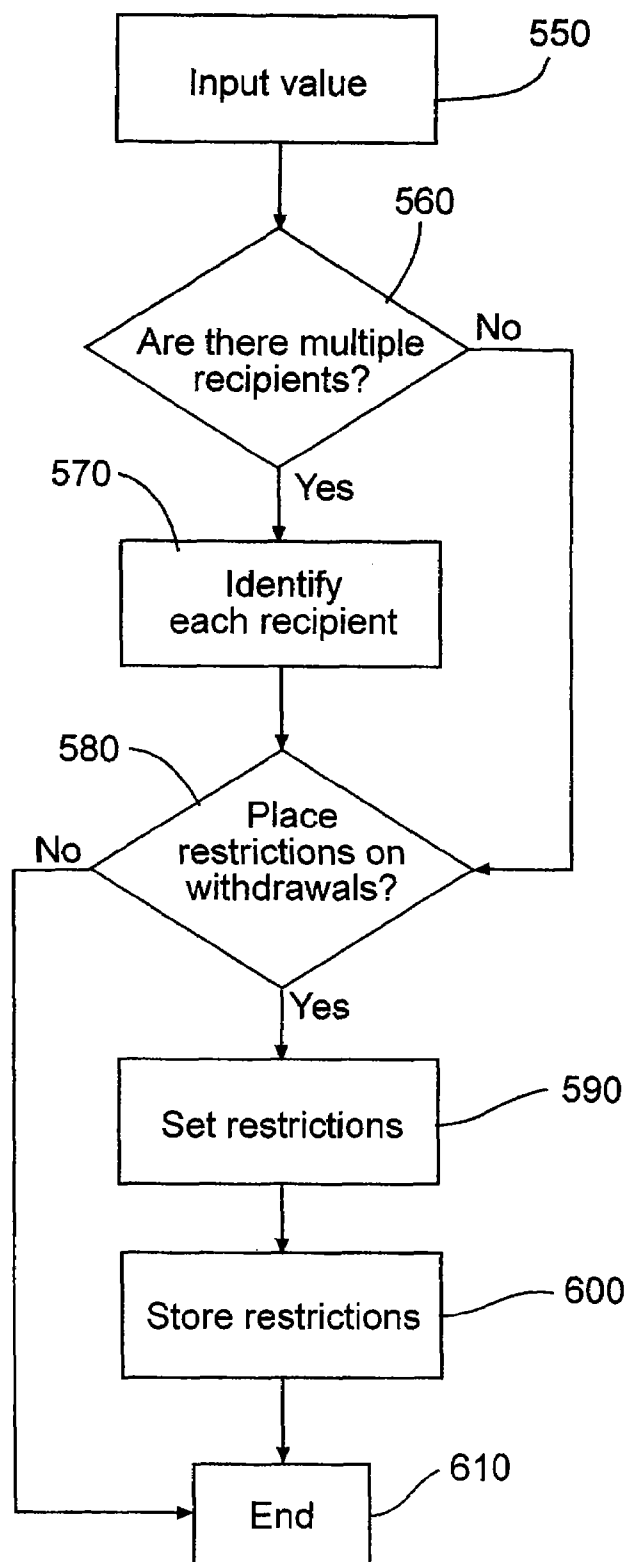 Input value
550
560
Are there multiple
recipients?
No
Yes
570
Identify
each recipient
580
Place
restrictions on
withdrawals?
No
Yes
Set restrictions
590
Store restrictions
600
End
610